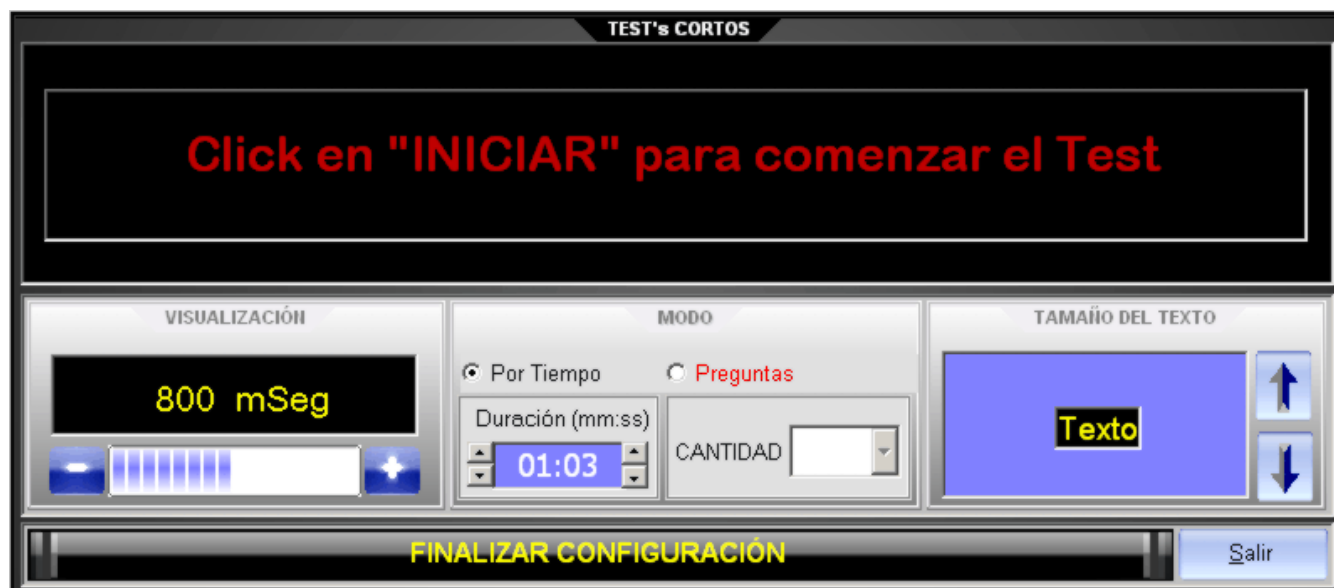 TEST's CORTOS
Click en "INICIAR" para comenzar el Test
VISUALIZACIÓN
800 mSeg
-
+
MODO
Por Tiempo
Preguntas
Duración (mm:ss)
01:03
CANTIDAD
TAMAÑO DEL TEXTO
Texto
FINALIZAR CONFIGURACIÓN
Salir